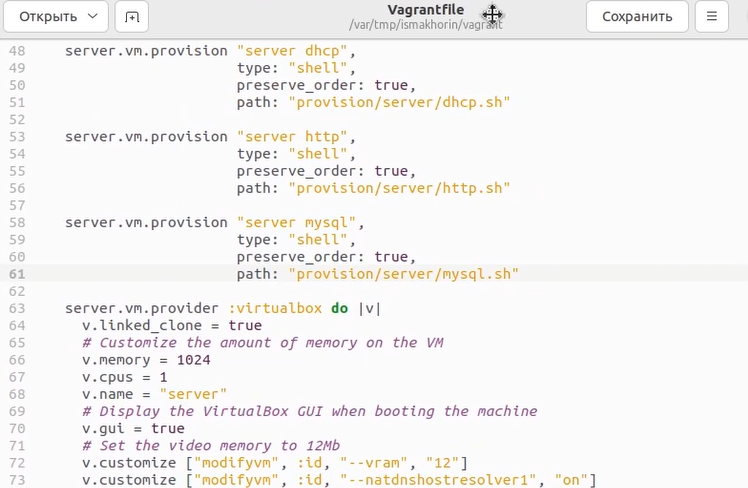 Открыть
Vagrantfile
/var/tmp/ismakhorin/vagrant
Сохранить
48 server.vm.provision "server dhcp",
49 type: "shell",
50 preserve_order: true,
51 path: "provision/server/dhcp.sh"
52
53 server.vm.provision "server http",
54 type: "shell",
55 preserve_order: true,
56 path: "provision/server/http.sh"
57
58 server.vm.provision "server mysql",
59 type: "shell",
60 preserve_order: true,
61 path: "provision/server/mysql.sh"
62
63 server.vm.provider :virtualbox do |v|
64 v.linked_clone = true
65 # Customize the amount of memory on the VM
66 v.memory = 1024
67 v.cpus = 1
68 v.name = "server"
69 # Display the VirtualBox GUI when booting the machine
70 v.gui = true
71 # Set the video memory to 12Mb
72 v.customize ["modifyvm", :id, "--vram", "12"]
73 v.customize ["modifyvm", :id, "--natdnshostresolver1", "on"]